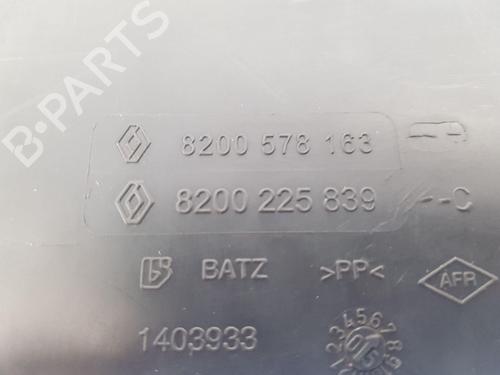 B-PARTS
8200 578 163
8200 225 839 --C
BATZ >PP< AFR
1403933